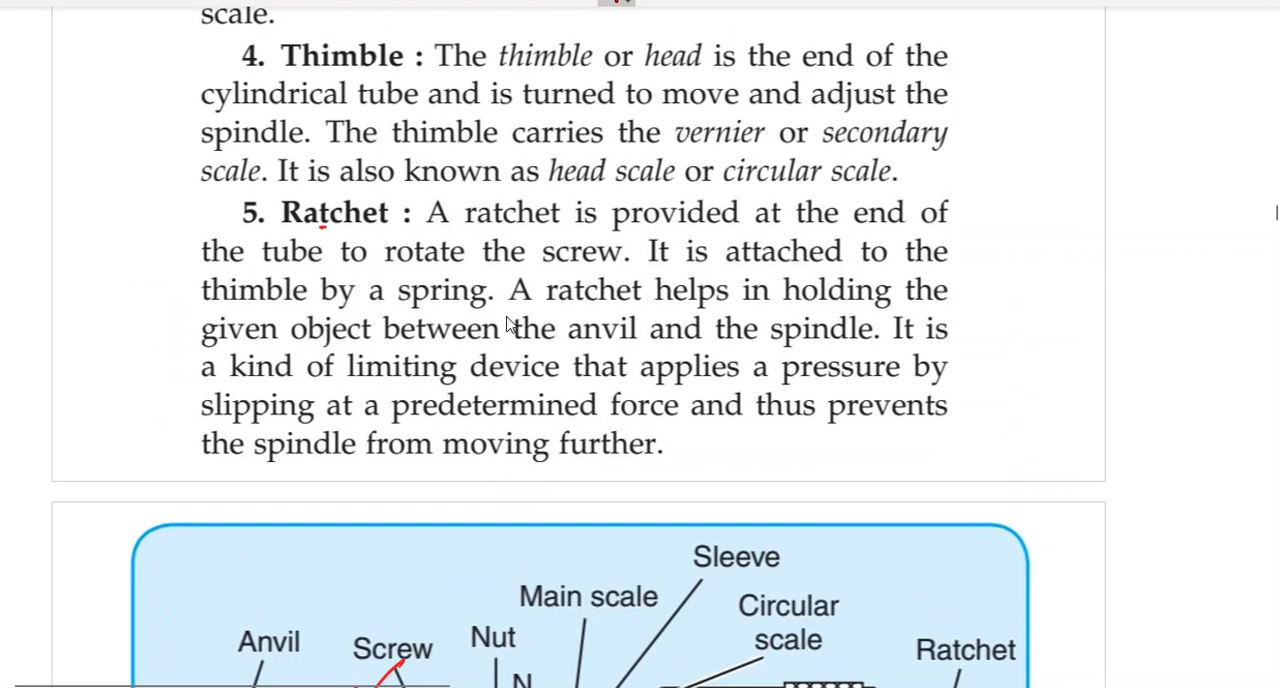 scale.
4. Thimble : The thimble or head is the end of the
cylindrical tube and is turned to move and adjust the
spindle. The thimble carries the vernier or secondary
scale. It is also known as head scale or circular scale.
5. Ratchet : A ratchet is provided at the end of
the tube to rotate the screw. It is attached to the
thimble by a spring. A ratchet helps in holding the
given object between the anvil and the spindle. It is
a kind of limiting device that applies a pressure by
slipping at a predetermined force and thus prevents
the spindle from moving further.
Sleeve
Main scale
Circular
scale
Anvil
Screw
Nut
Ratchet
N